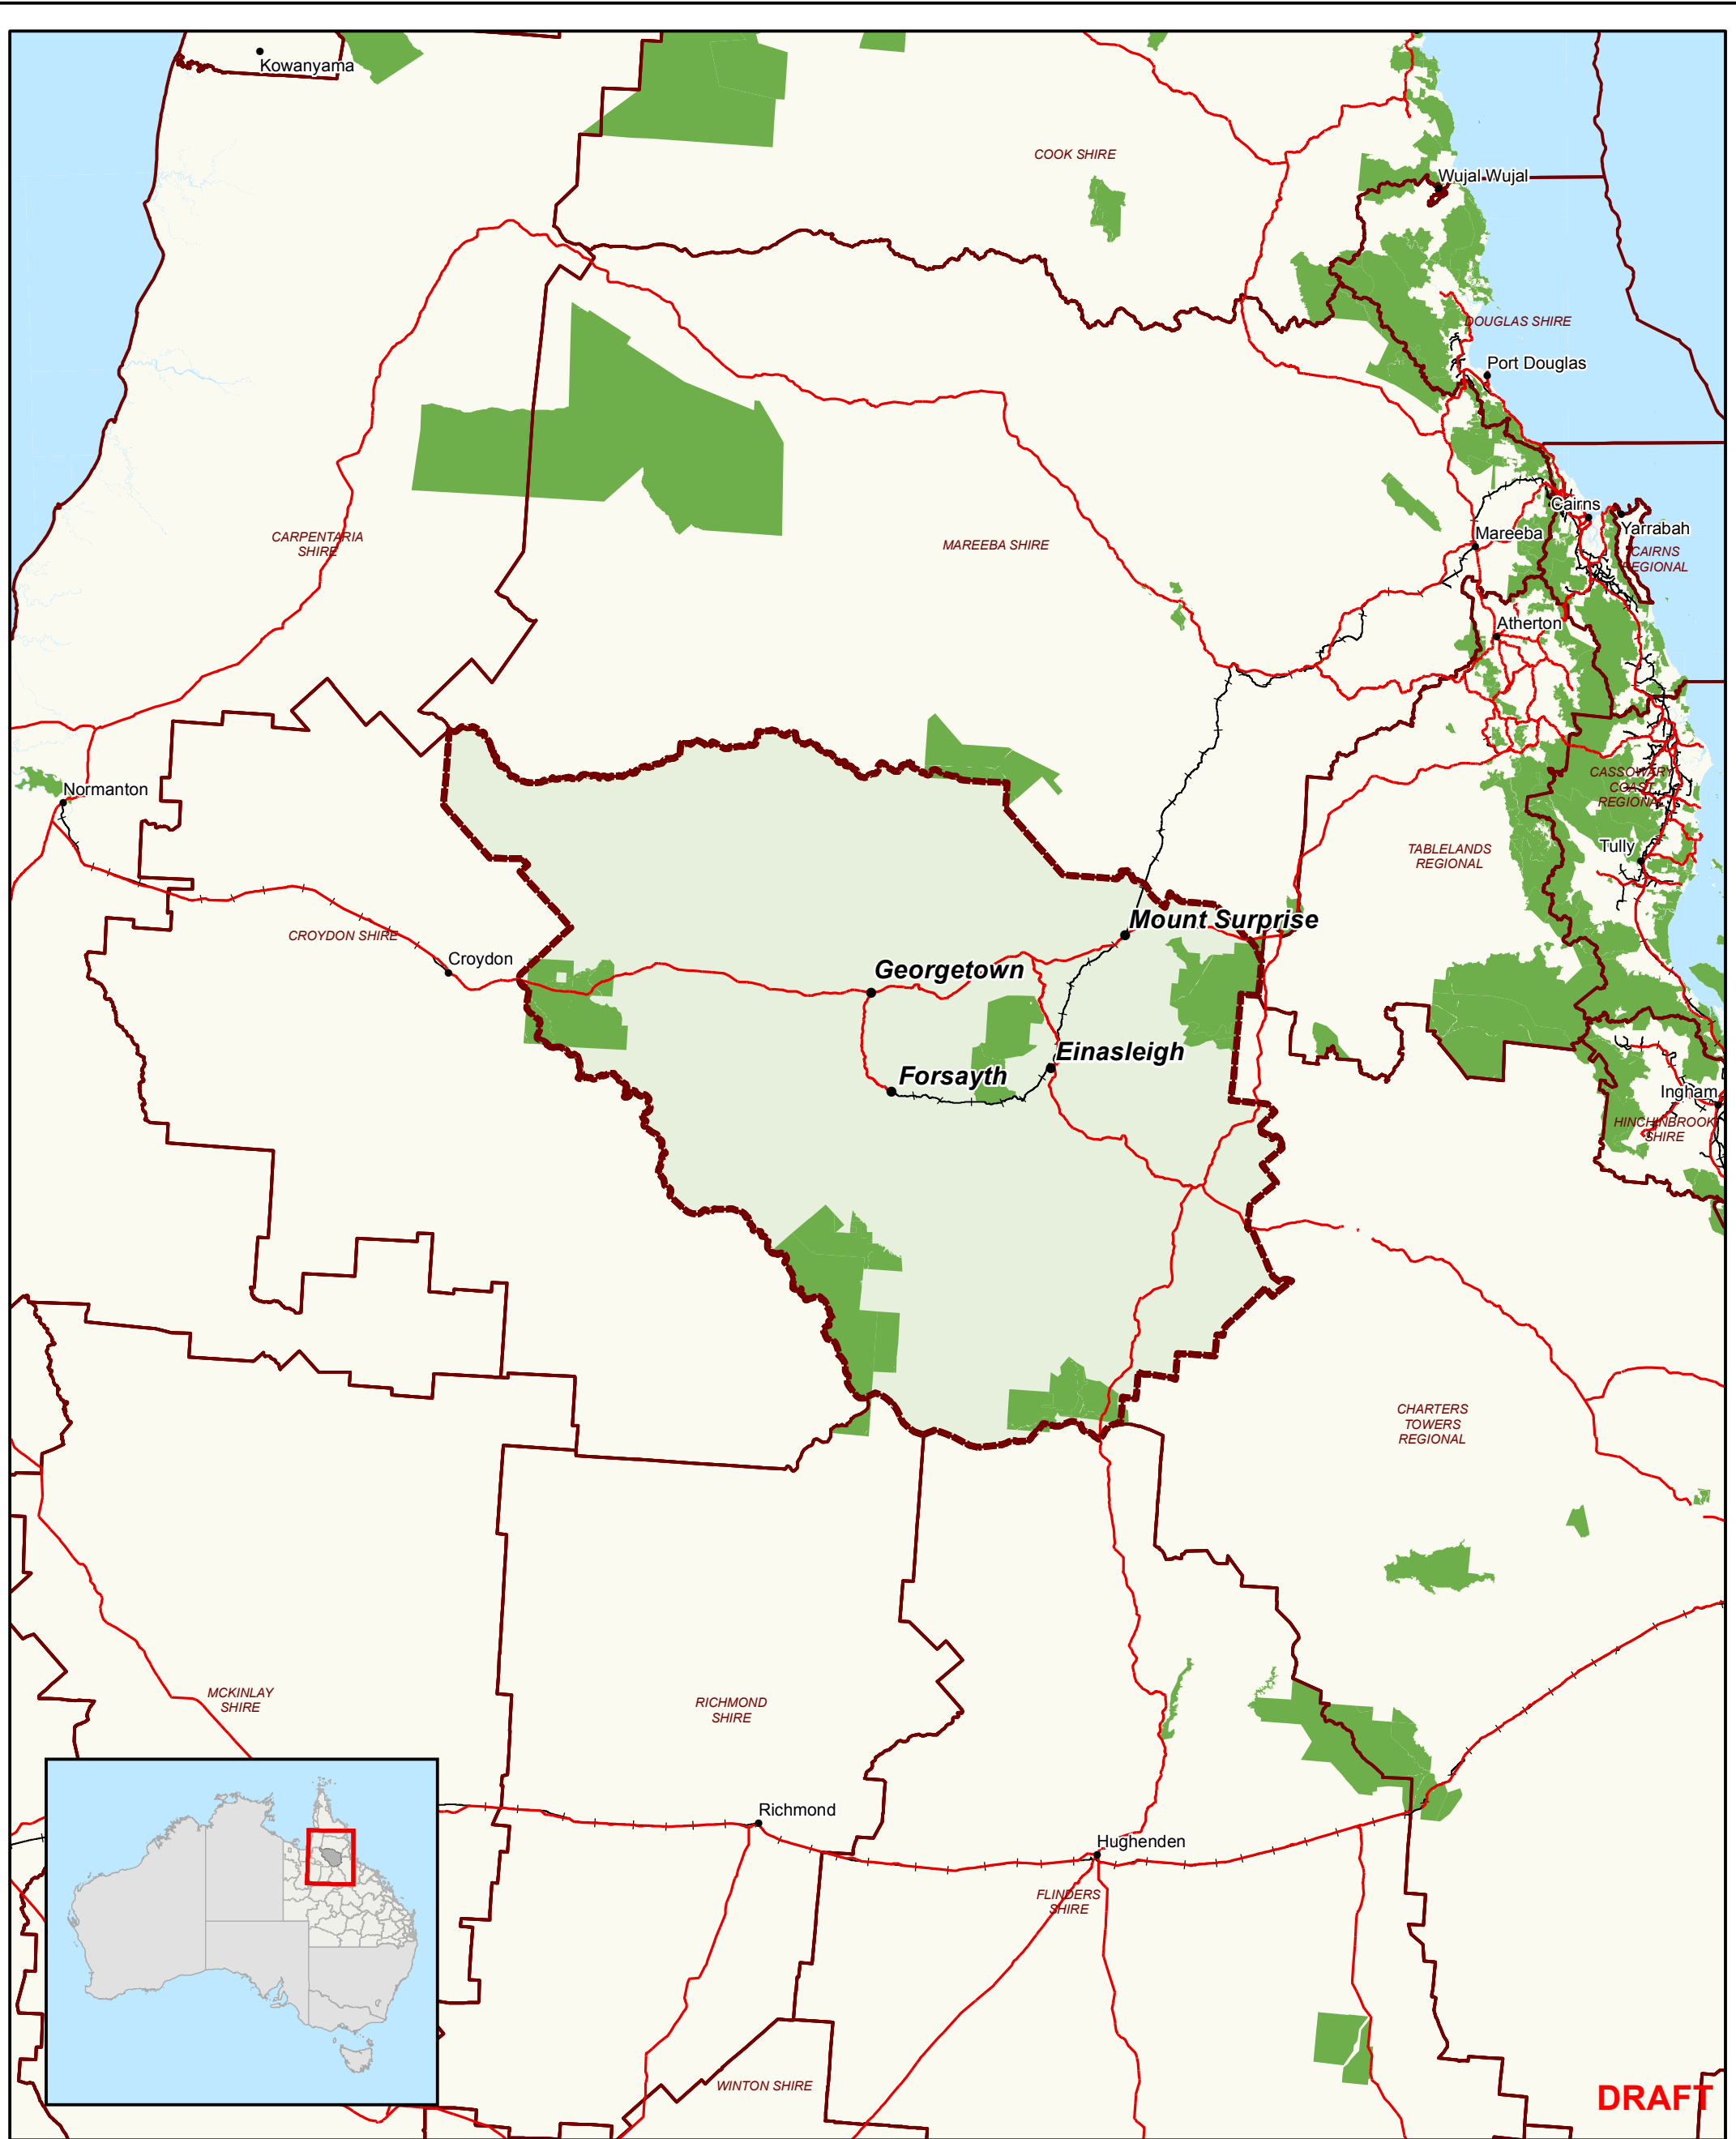 Kowanyama
COOK SHIRE
Wujal Wujal
DOUGLAS SHIRE
Port Douglas
Cairns
Yarrabah
CARPENTARIA
SHIRE
MAREEBA SHIRE
Mareeba
CAIRNS
REGIONAL
Atherton
Normanton
CASSOWARY
COAST
REGIONAL
TABLELANDS
REGIONAL
Tully
Mount Surprise
CROYDON SHIRE
Croydon
Georgetown
Einasleigh
Forsayth
Ingham
HINCHINBROOK
SHIRE
CHARTERS
TOWERS
REGIONAL
MCKINLAY
SHIRE
RICHMOND
SHIRE
Richmond
Hughenden
FLINDERS
SHIRE
WINTON SHIRE
DRAFT